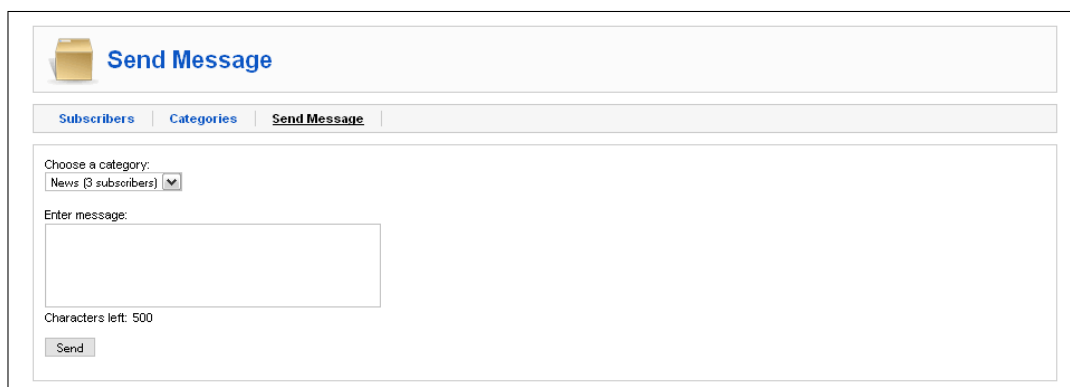 Send Message
Subscribers Categories Send Message
Choose a category:
News (3 subscribers)
Enter message:
Characters left: 500
Send